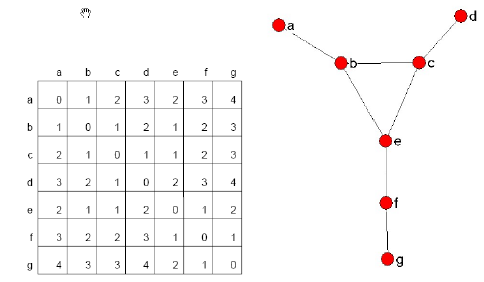 a b c d e f g
a 0 1 2 3 2 3 4
b 1 0 1 2 1 2 3
c 2 1 0 1 1 2 3
d 3 2 1 0 2 3 4
e 2 1 1 2 0 1 2
f 3 2 2 3 1 0 1
g 4 3 3 4 2 1 0
d
a
b
c
e
f
g